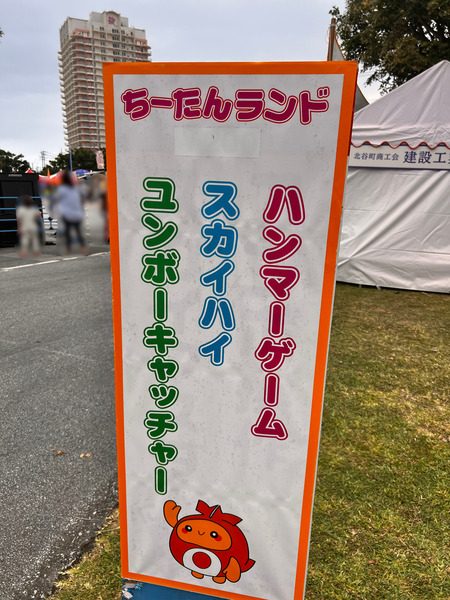 ちーたんランド
ハンマーゲーム
スカイハイ
ユンボーキャッチャー
北谷町商工会 建設工